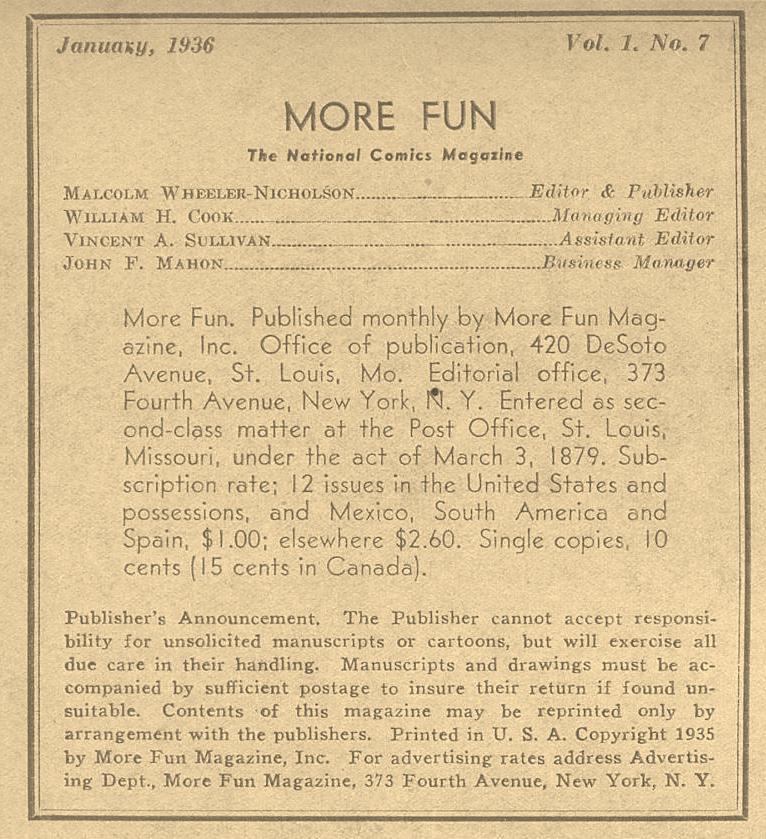 January, 1936 Vol. 1. No. 7
MORE FUN
The National Comics Magazine
MALCOLM WHEELER-NICHOLSON..............................Editor & Publisher
WILLIAM H. COOK......................................................Managing Editor
VINCENT A. SULLIVAN.................................................Assistant Editor
JOHN F. MAHON.......................................................Business Manager
More Fun. Published monthly by More Fun Mag-
azine, Inc. Office of publication, 420 DeSoto
Avenue, St. Louis, Mo. Editorial office, 373
Fourth Avenue, New York, N. Y. Entered as sec-
ond-class matter at the Post Office, St. Louis,
Missouri, under the act of March 3, 1879. Sub-
scription rate; 12 issues in the United States and
possessions, and Mexico, South America and
Spain, $1.00; elsewhere $2.60. Single copies, 10
cents (15 cents in Canada).
Publisher's Announcement. The Publisher cannot accept responsi-
bility for unsolicited manuscripts or cartoons, but will exercise all
due care in their handling. Manuscripts and drawings must be ac-
companied by sufficient postage to insure their return if found un-
suitable. Contents of this magazine may be reprinted only by
arrangement with the publishers. Printed in U. S. A. Copyright 1935
by More Fun Magazine, Inc. For advertising rates address Advertis-
ing Dept., More Fun Magazine, 373 Fourth Avenue, New York, N. Y.